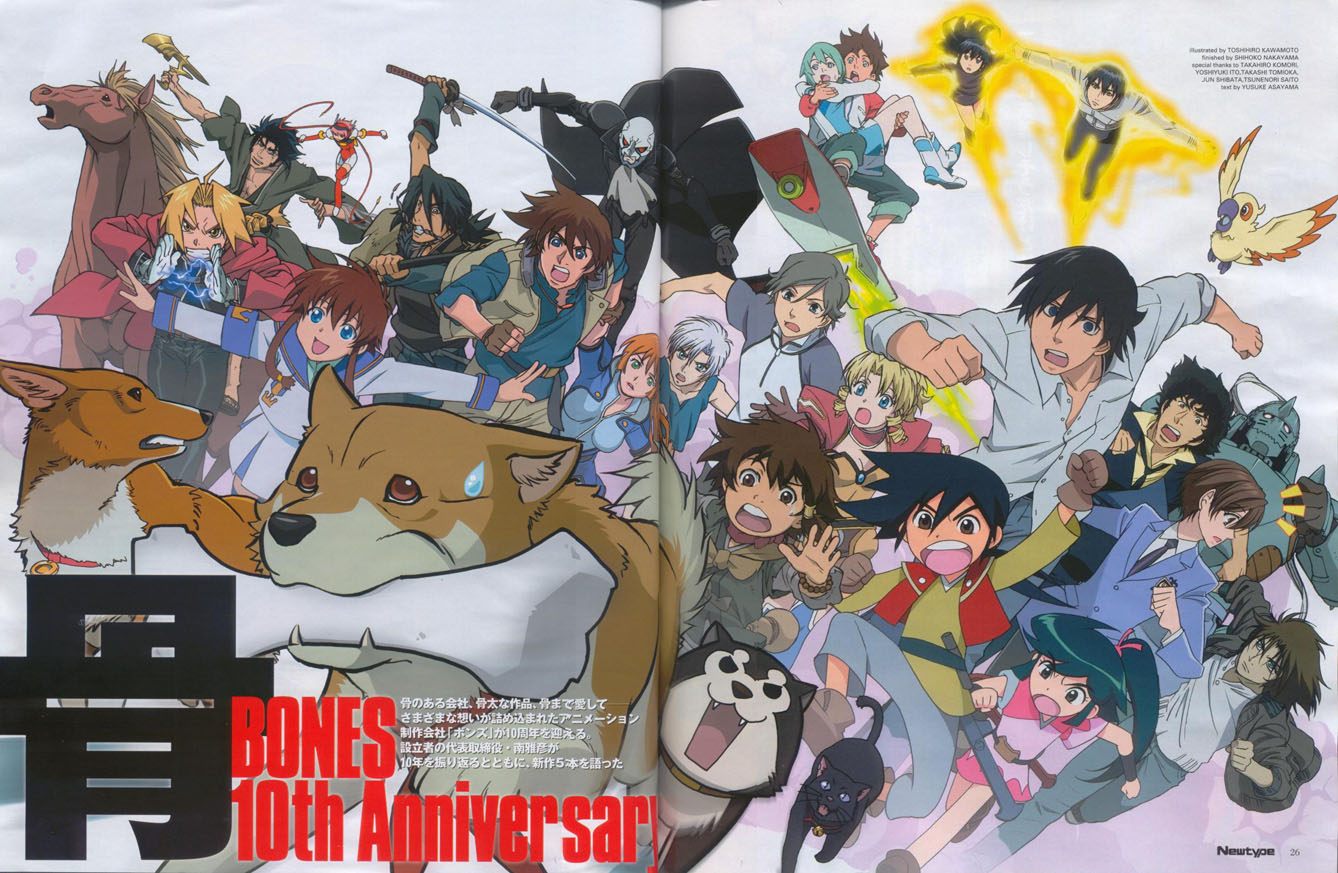 illustrated by TOSHIHIRO KAWAMOTO
finished by SHIHOKO NAKAYAMA
special thanks to TAKAHIRO KOMORI,
YOSHIYUKI ITO,TAKASHI TOMIOKA,
JUN SHIBATA,TSUNENORI SAITO
text by YUSUKE ASAYAMA
骨
BONES
10th Anniversary
骨のある会社、骨太な作品、骨まで愛して
さまざまな想いが詰め込まれたアニメーション
制作会社「ボンズ」が10周年を迎える。
設立者の代表取締役・南雅彦が
10年を振り返るとともに、新作5本を語った
Newtype 26